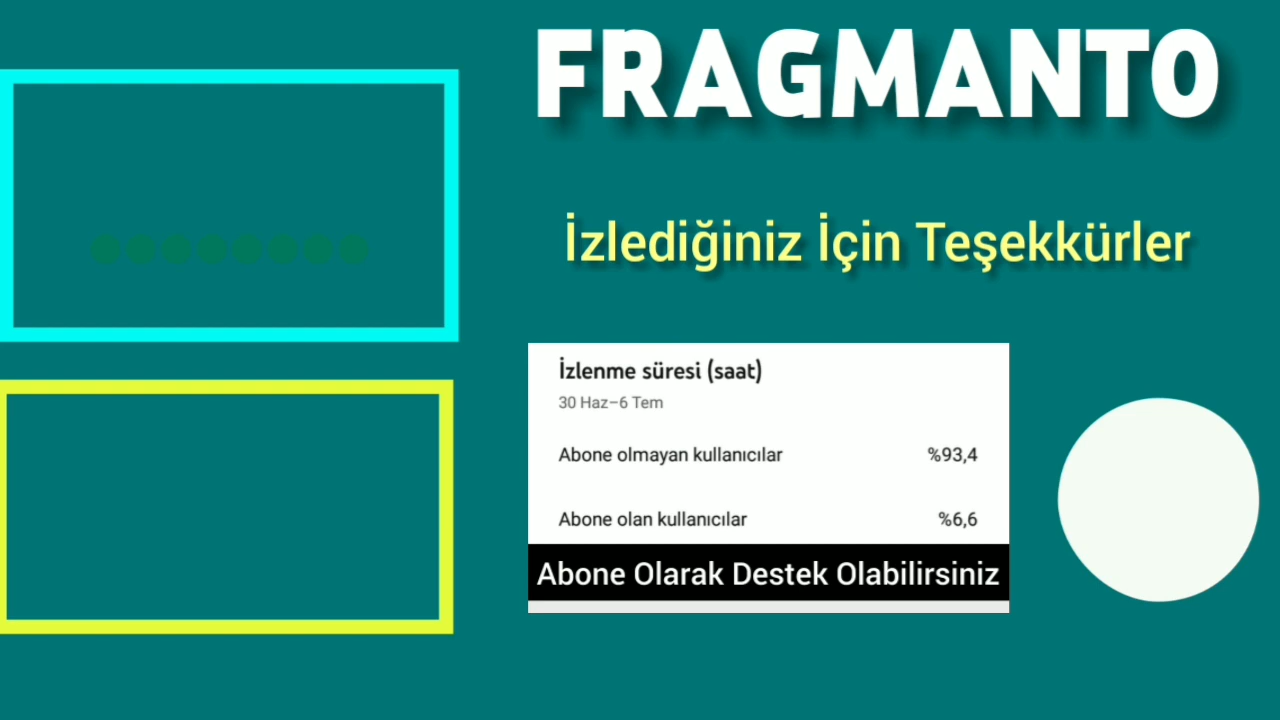 FRAGMANTO
İzlediğiniz İçin Teşekkürler
İzlenme süresi (saat)
30 Haz–6 Tem
Abone olmayan kullanıcılar %93,4
Abone olan kullanıcılar %6,6
Abone Olarak Destek Olabilirsiniz